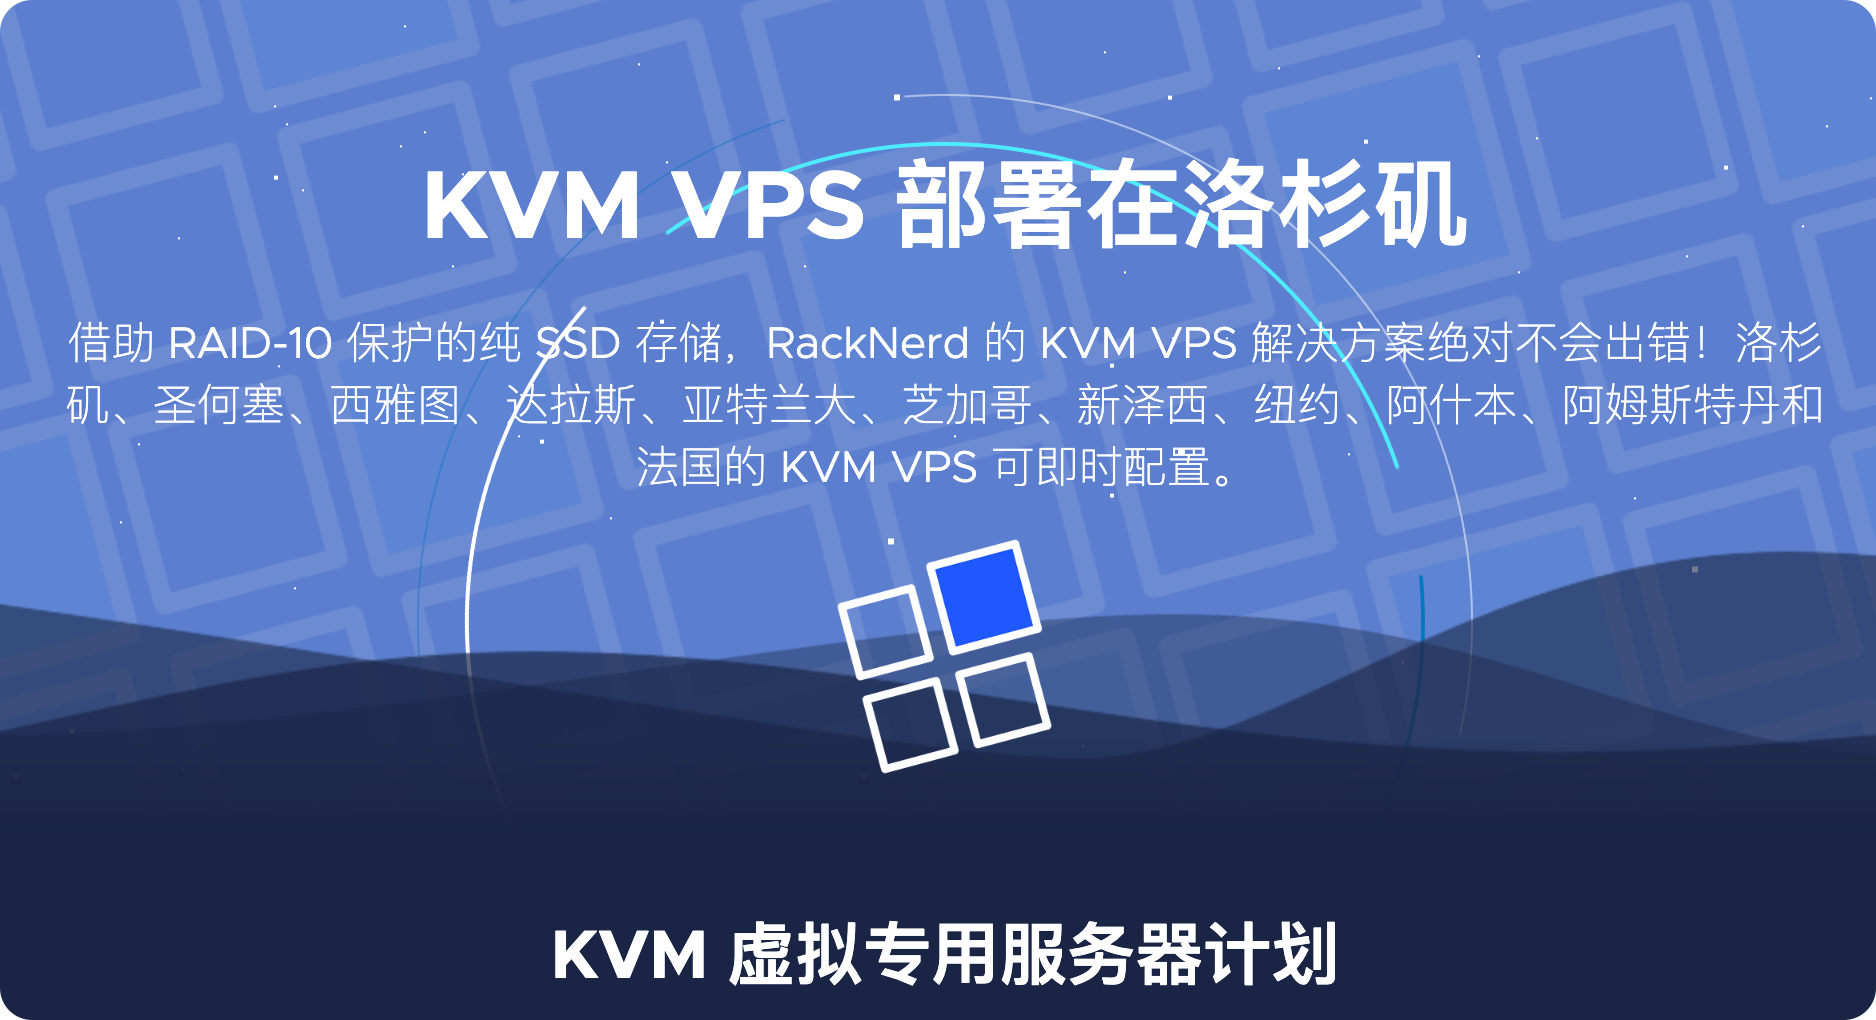 KVM VPS 部署在洛杉矶
借助 RAID-10 保护的纯 SSD 存储，RackNerd 的 KVM VPS 解决方案绝对不会出错！洛杉
矶、圣何塞、西雅图、达拉斯、亚特兰大、芝加哥、新泽西、纽约、阿什本、阿姆斯特丹和
法国的 KVM VPS 可即时配置。
KVM 虚拟专用服务器计划